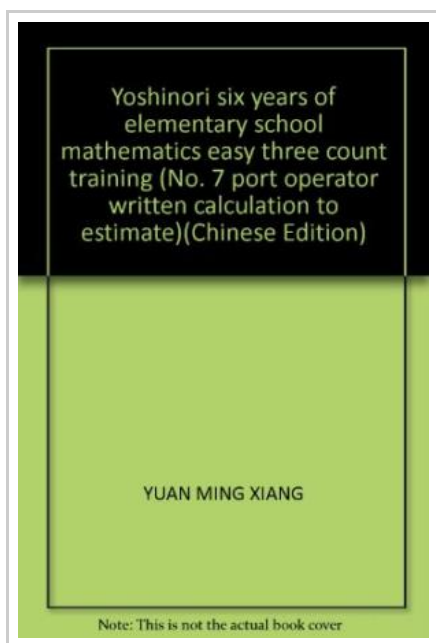 Yoshinori six years of
elementary school
mathematics easy three count
training (No. 7 port operator
written calculation to
estimate)(Chinese Edition)
YUAN MING XIANG
Note: This is not the actual book cover